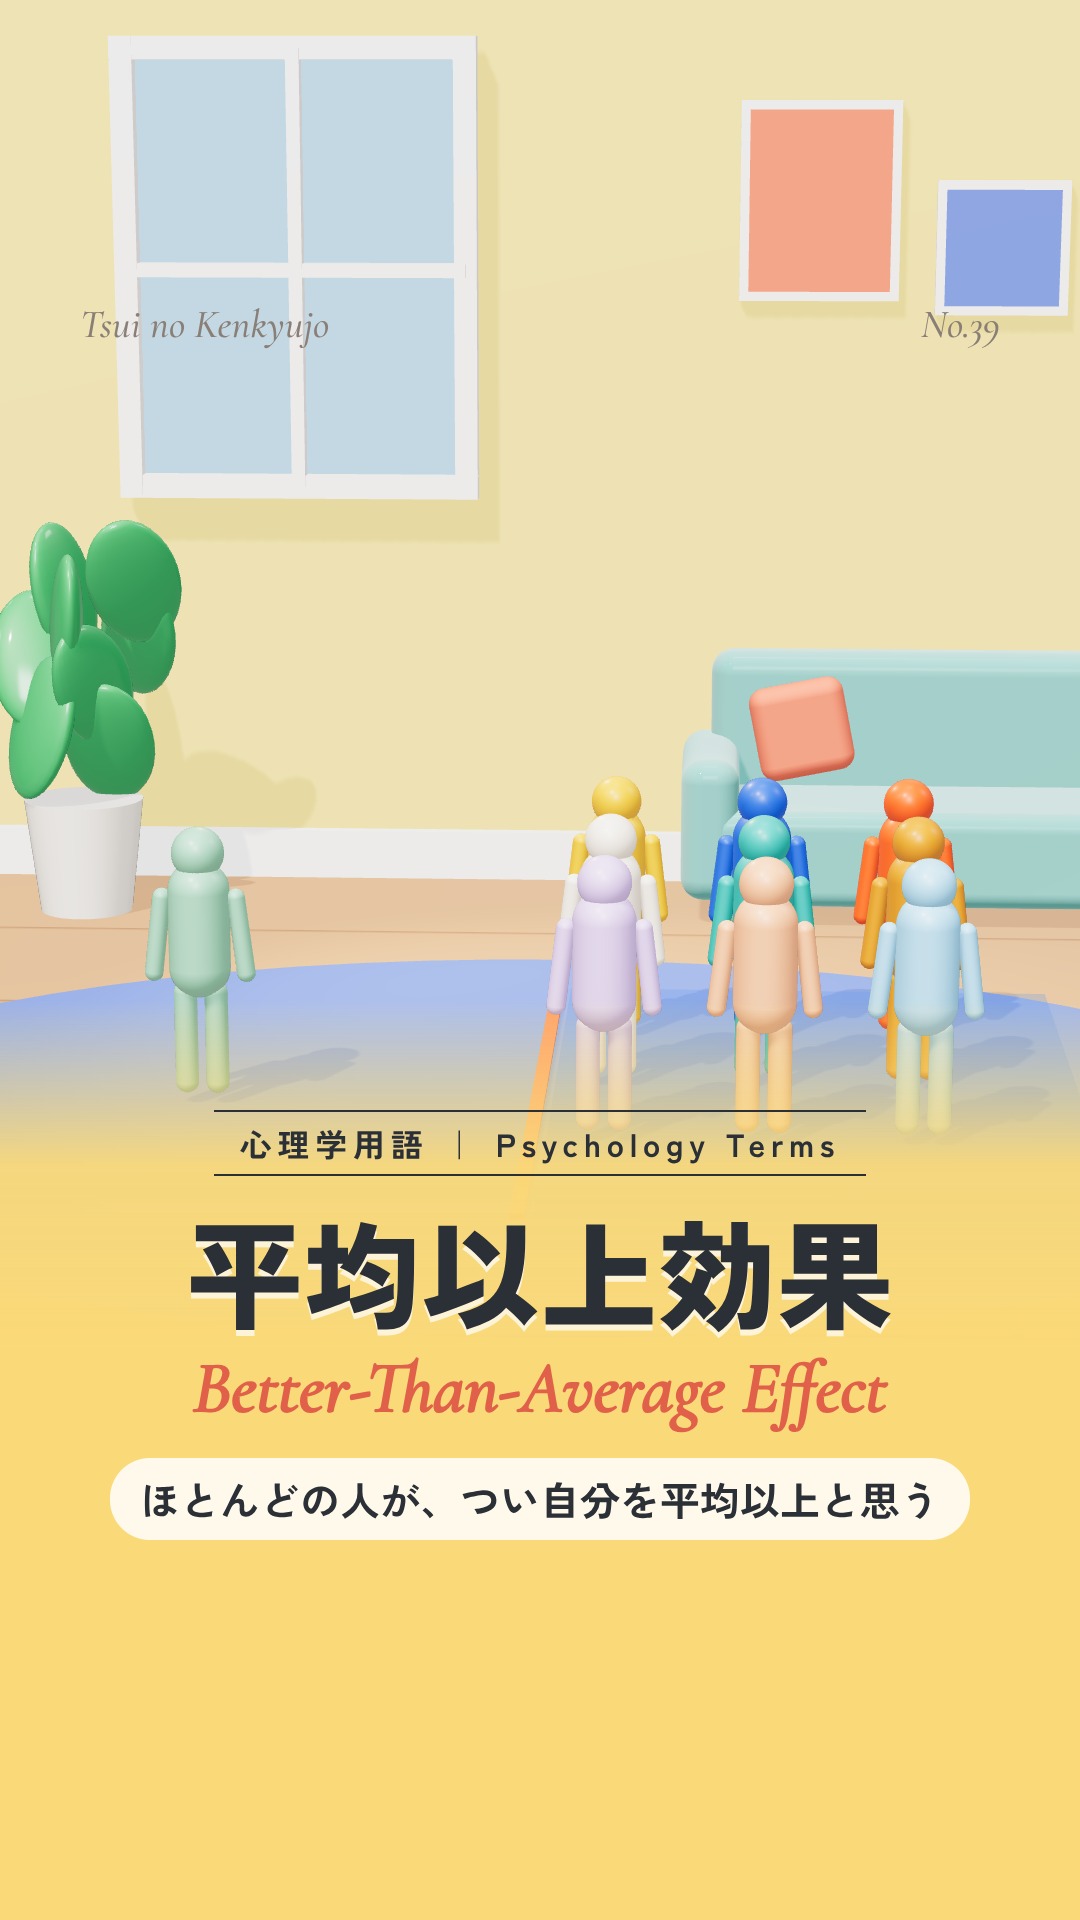 Tsui no Kenkyujo
No.39
心理学用語 | Psychology Terms
平均以上効果
Better-Than-Average Effect
ほとんどの人が、つい自分を平均以上と思う